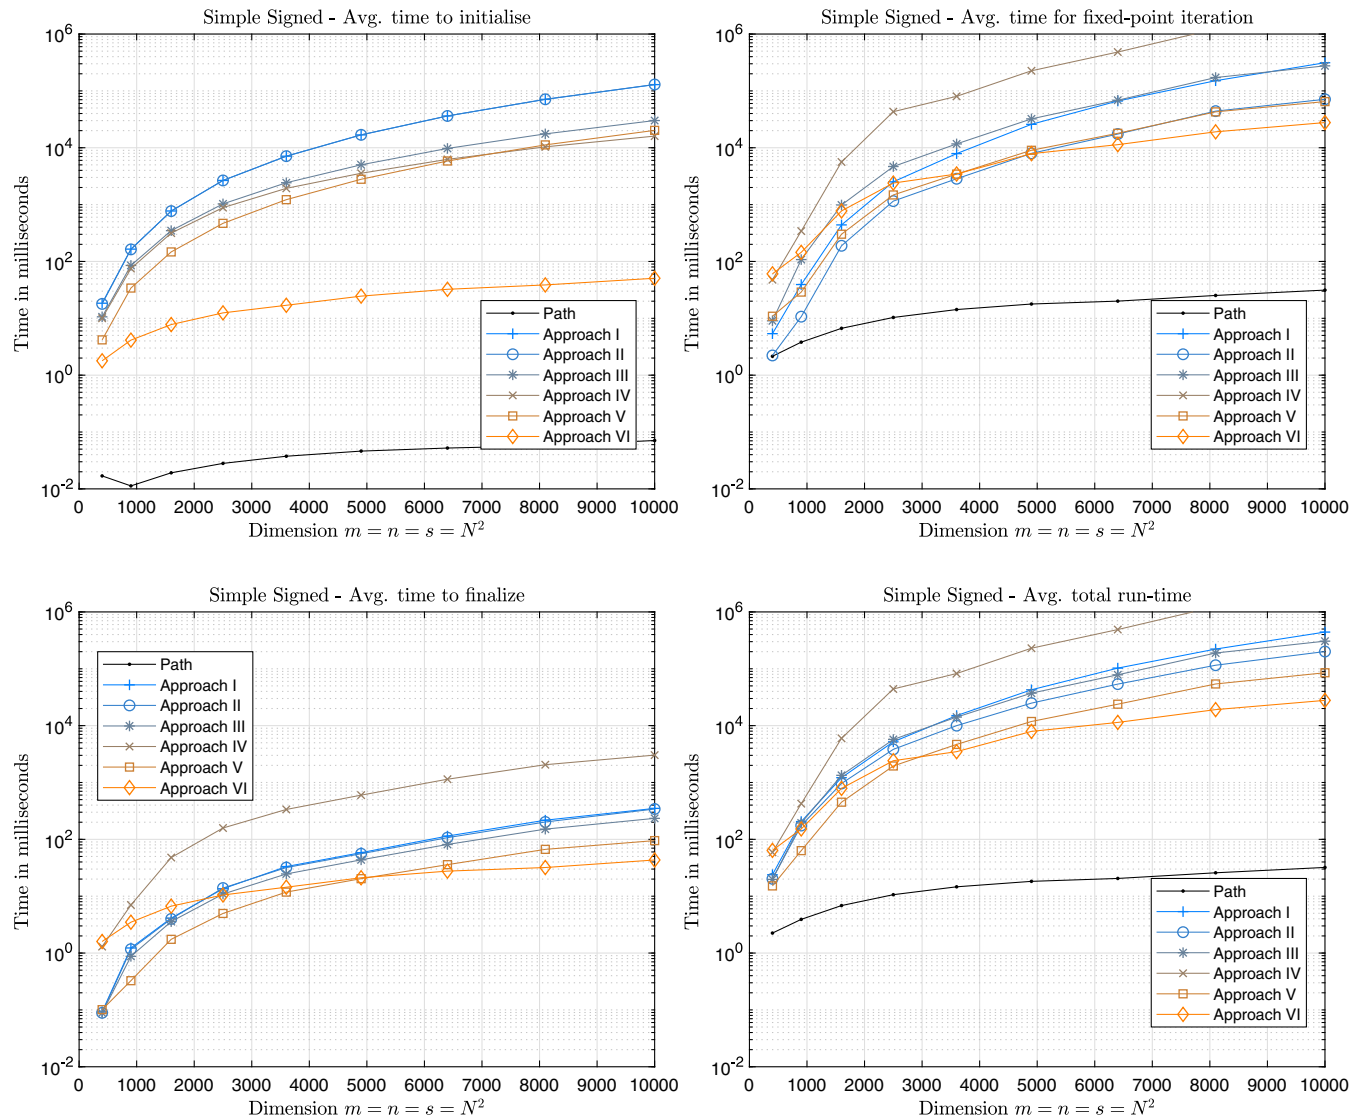 Simple Signed - Avg. time to initialise
Time in milliseconds
10^6
10^4
10^2
10^0
10^-2
0 1000 2000 3000 4000 5000 6000 7000 8000 9000 10000
Dimension m = n = s = N^2
Path
Approach I
Approach II
Approach III
Approach IV
Approach V
Approach VI
Simple Signed - Avg. time for fixed-point iteration
Time in milliseconds
10^6
10^4
10^2
10^0
10^-2
0 1000 2000 3000 4000 5000 6000 7000 8000 9000 10000
Dimension m = n = s = N^2
Path
Approach I
Approach II
Approach III
Approach IV
Approach V
Approach VI
Simple Signed - Avg. time to finalize
Time in milliseconds
10^6
10^4
10^2
10^0
10^-2
0 1000 2000 3000 4000 5000 6000 7000 8000 9000 10000
Dimension m = n = s = N^2
Path
Approach I
Approach II
Approach III
Approach IV
Approach V
Approach VI
Simple Signed - Avg. total run-time
Time in milliseconds
10^6
10^4
10^2
10^0
10^-2
0 1000 2000 3000 4000 5000 6000 7000 8000 9000 10000
Dimension m = n = s = N^2
Path
Approach I
Approach II
Approach III
Approach IV
Approach V
Approach VI